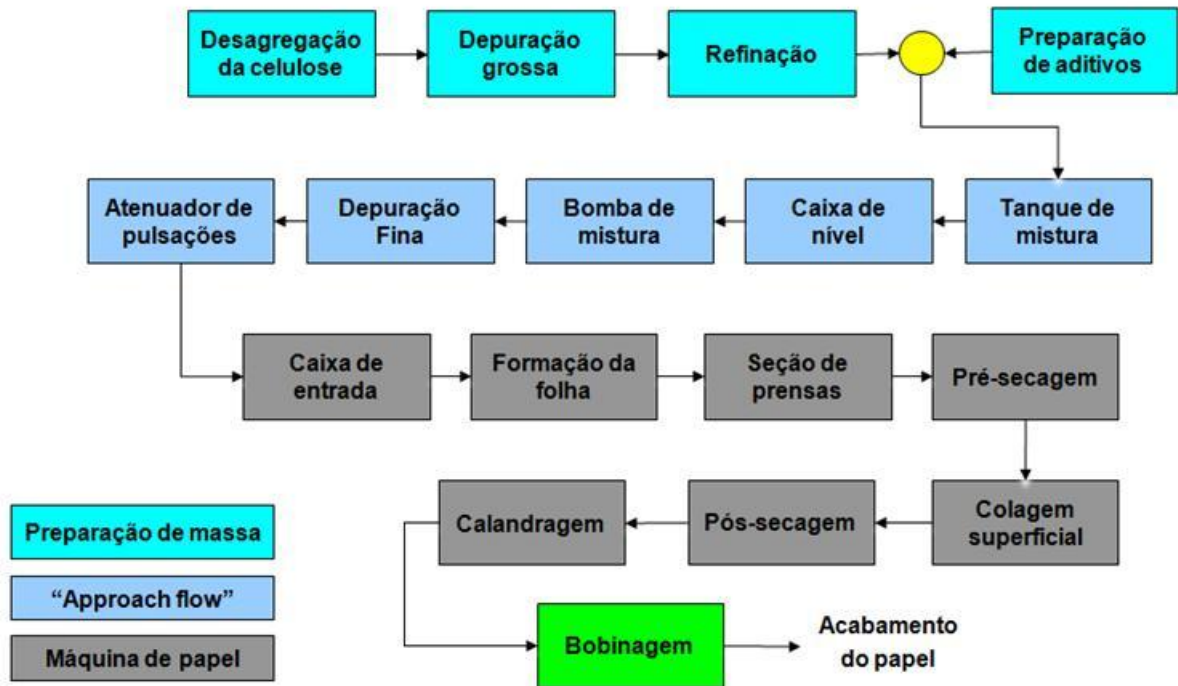 Desagregação
da celulose
Depuração
grossa
Refinação
Preparação
de aditivos
Atenuador de
pulsações
Depuração
Fina
Bomba de
mistura
Caixa de
nível
Tanque de
mistura
Caixa de
entrada
Formação da
folha
Seção de
prensas
Pré-secagem
Calandragem
Pós-secagem
Colagem
superficial
Preparação de massa
“Approach flow”
Máquina de papel
Bobinagem
Acabamento
do papel